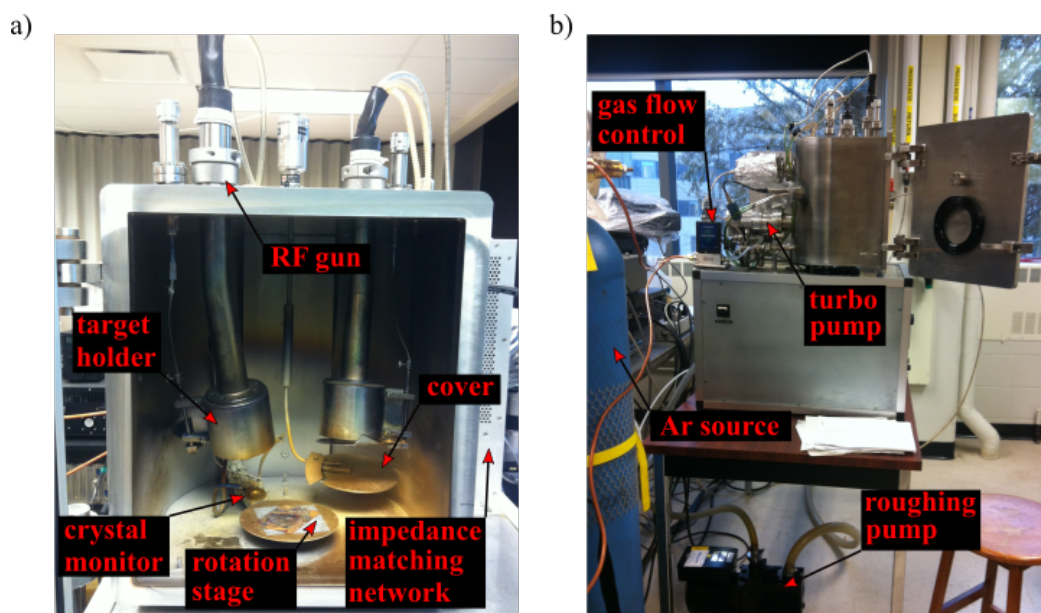 a)
RF gun
target
holder
cover
crystal
monitor
rotation
stage
impedance
matching
network
b)
gas flow
control
turbo
pump
Ar source
roughing
pump